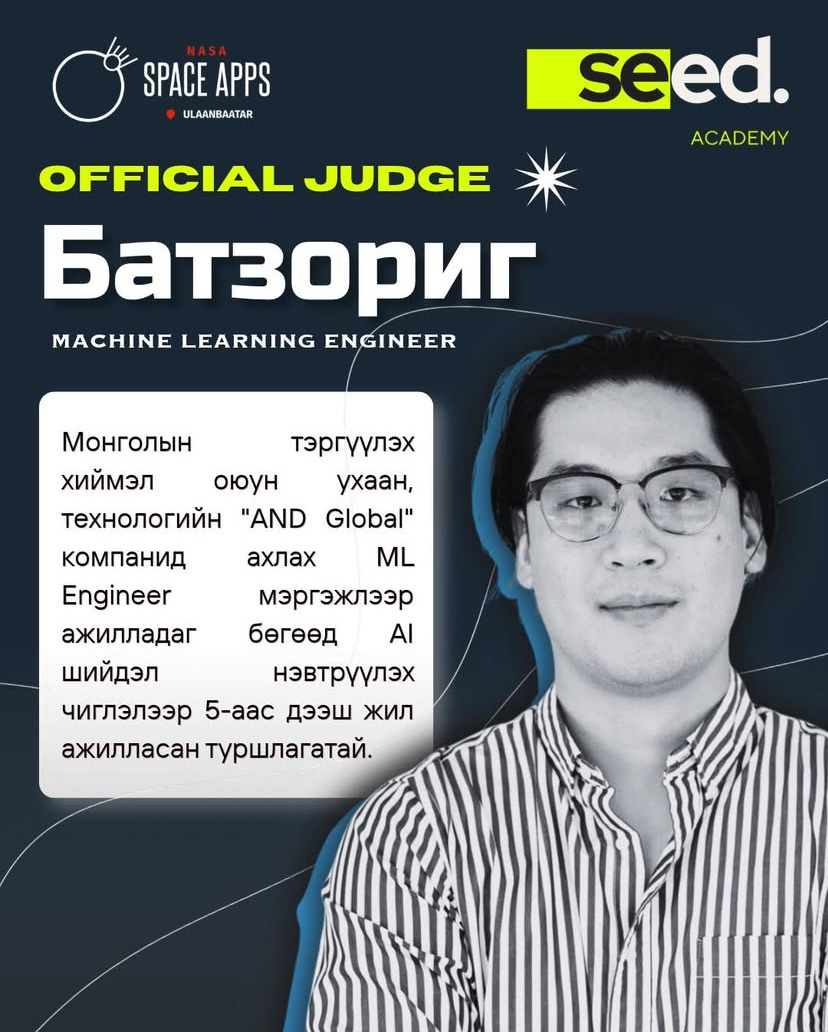 NASA
SPACE APPS
ULAANBAATAR
seed.
ACADEMY
OFFICIAL JUDGE
Батзориг
MACHINE LEARNING ENGINEER
Монголын тэргүүлэх
хиймэл оюун ухаан,
технологийн "AND Global"
компанид ахлах ML
Engineer мэргэжлээр
ажилладаг бөгөөд AI
шийдэл нэвтрүүлэх
чиглэлээр 5-аас дээш жил
ажилласан туршлагатай.